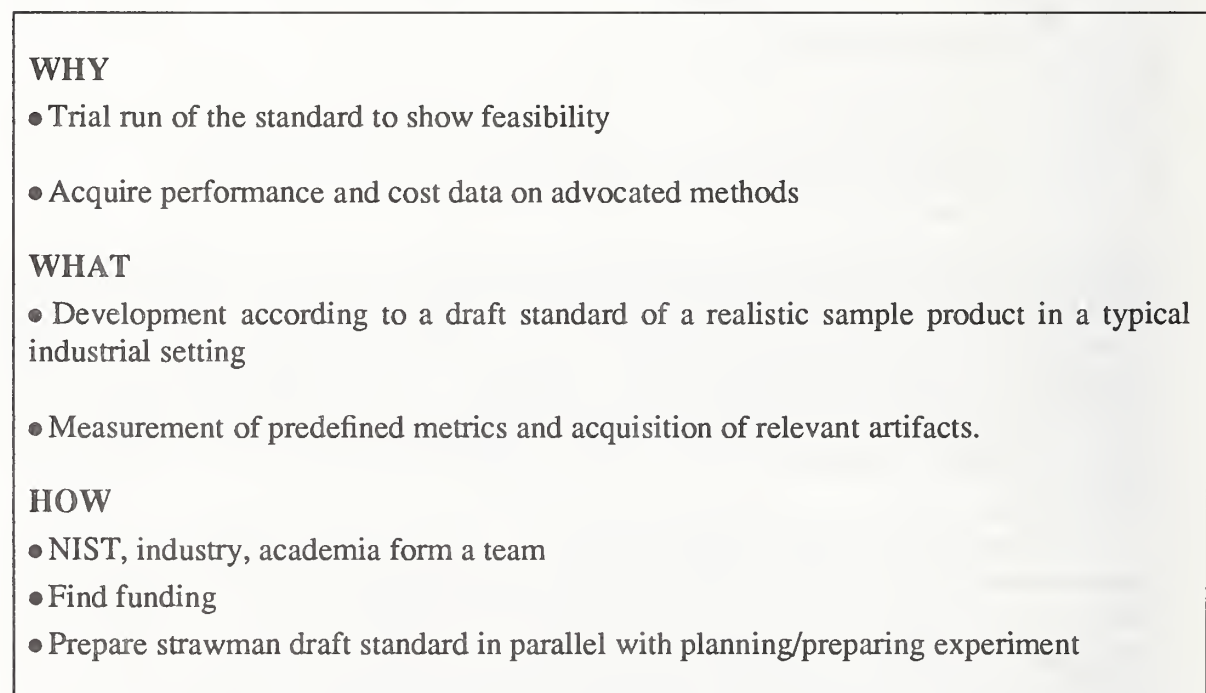 WHY
● Trial run of the standard to show feasibility
● Acquire performance and cost data on advocated methods
WHAT
● Development according to a draft standard of a realistic sample product in a typical
industrial setting
● Measurement of predefined metrics and acquisition of relevant artifacts.
HOW
● NIST, industry, academia form a team
● Find funding
● Prepare strawman draft standard in parallel with planning/preparing experiment